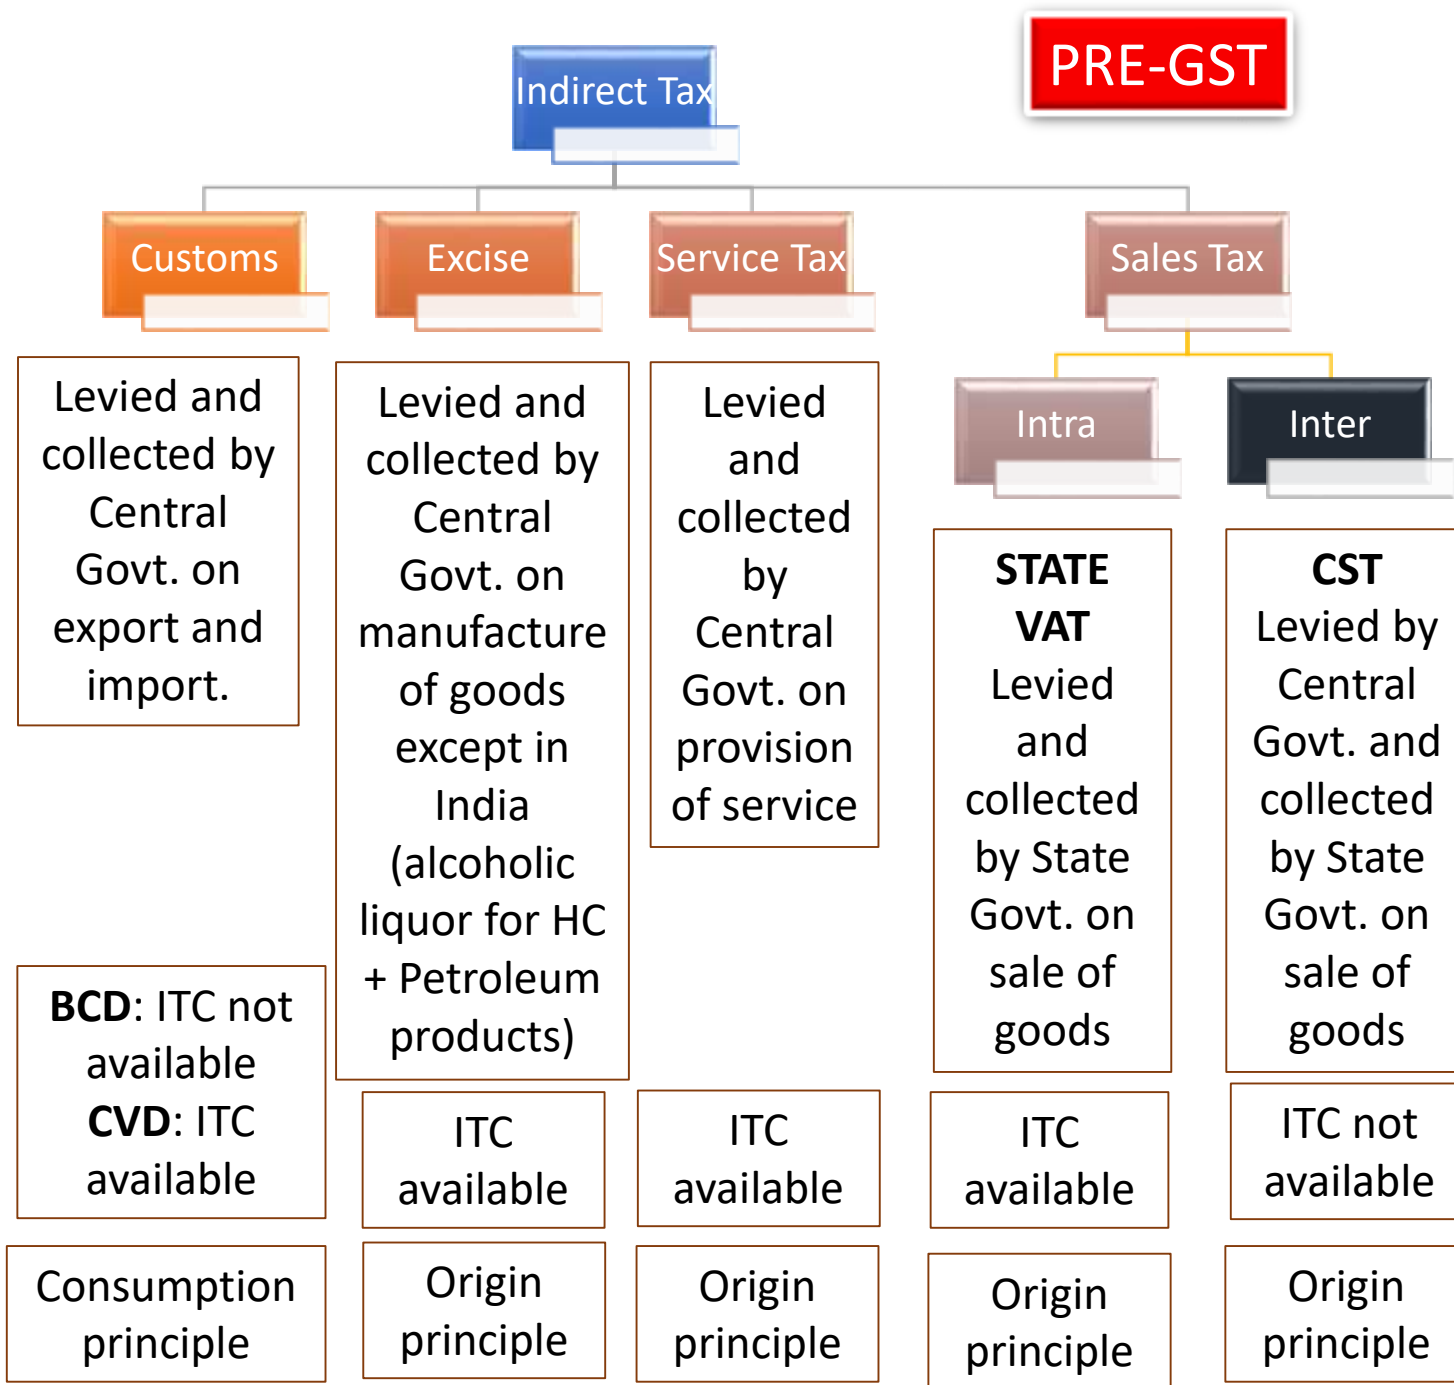 PRE-GST
Indirect Tax
Customs
Excise
Service Tax
Sales Tax
Intra
Inter
Levied and
collected by
Central
Govt. on
export and
import.
Levied and
collected by
Central
Govt. on
manufacture
of goods
except in
India
(alcoholic
liquor for HC
+ Petroleum
products)
Levied
and
collected
by
Central
Govt. on
provision
of service
STATE
VAT
Levied
and
collected
by State
Govt. on
sale of
goods
CST
Levied by
Central
Govt. and
collected
by State
Govt. on
sale of
goods
BCD: ITC not
available
CVD: ITC
available
ITC
available
ITC
available
ITC
available
ITC not
available
Consumption
principle
Origin
principle
Origin
principle
Origin
principle
Origin
principle